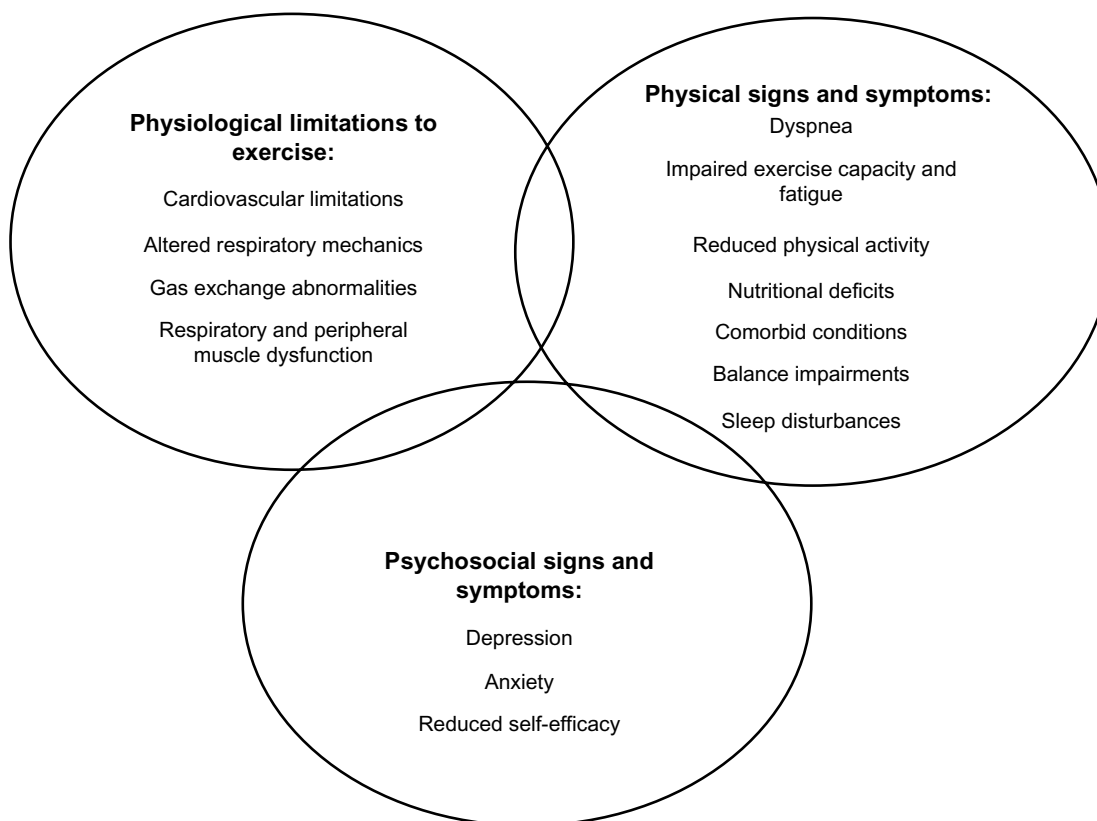 Physiological limitations to
exercise:
Cardiovascular limitations
Altered respiratory mechanics
Gas exchange abnormalities
Respiratory and peripheral
muscle dysfunction
Physical signs and symptoms:
Dyspnea
Impaired exercise capacity and
fatigue
Reduced physical activity
Nutritional deficits
Comorbid conditions
Balance impairments
Sleep disturbances
Psychosocial signs and
symptoms:
Depression
Anxiety
Reduced self-efficacy